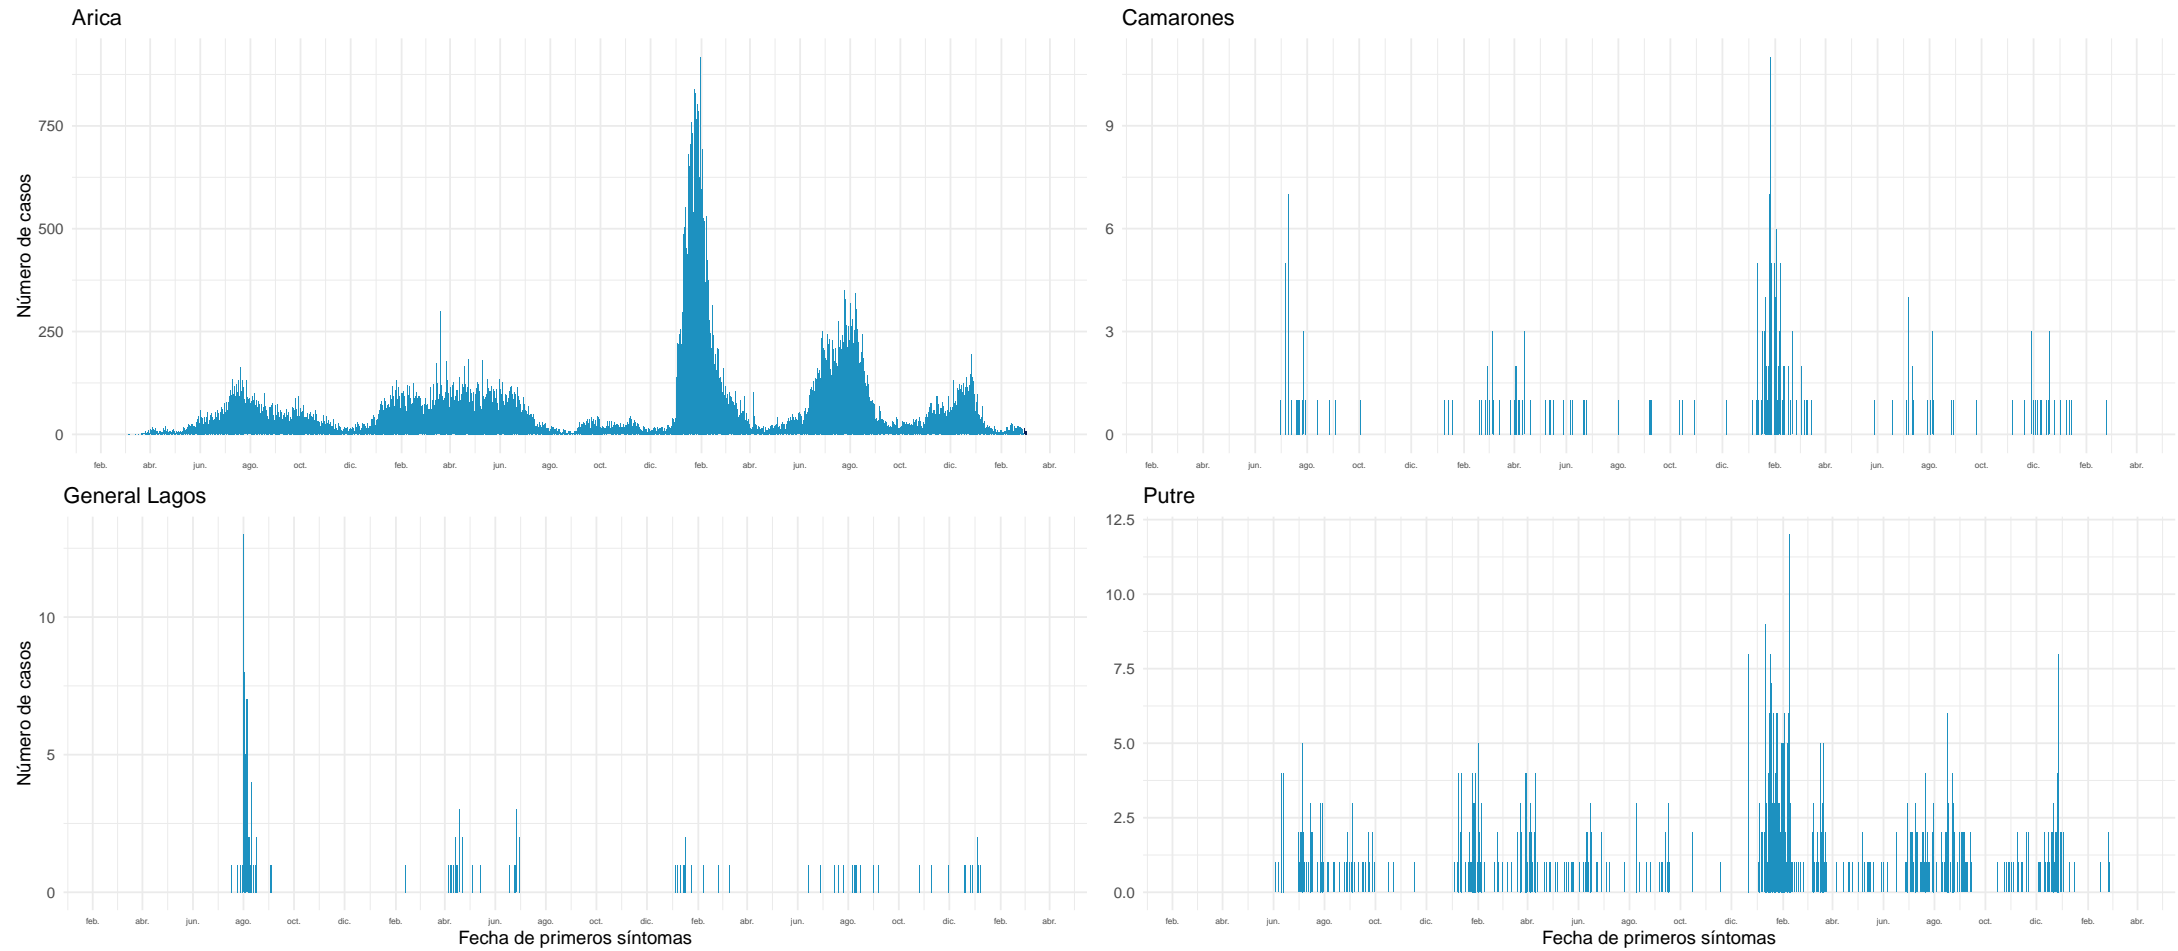 Arica
Camarones
Número de casos
750
500
250
0
9
6
3
0
feb. abr. jun. ago. oct. dic. feb. abr. jun. ago. oct. dic. feb. abr. jun. ago. oct. dic. feb. abr.
feb. abr. jun. ago. oct. dic. feb. abr. jun. ago. oct. dic. feb. abr. jun. ago. oct. dic. feb. abr.
General Lagos
Putre
Número de casos
10
5
0
12.5
10.0
7.5
5.0
2.5
0.0
feb. abr. jun. ago. oct. dic. feb. abr. jun. ago. oct. dic. feb. abr. jun. ago. oct. dic. feb. abr.
feb. abr. jun. ago. oct. dic. feb. abr. jun. ago. oct. dic. feb. abr. jun. ago. oct. dic. feb. abr.
Fecha de primeros síntomas
Fecha de primeros síntomas